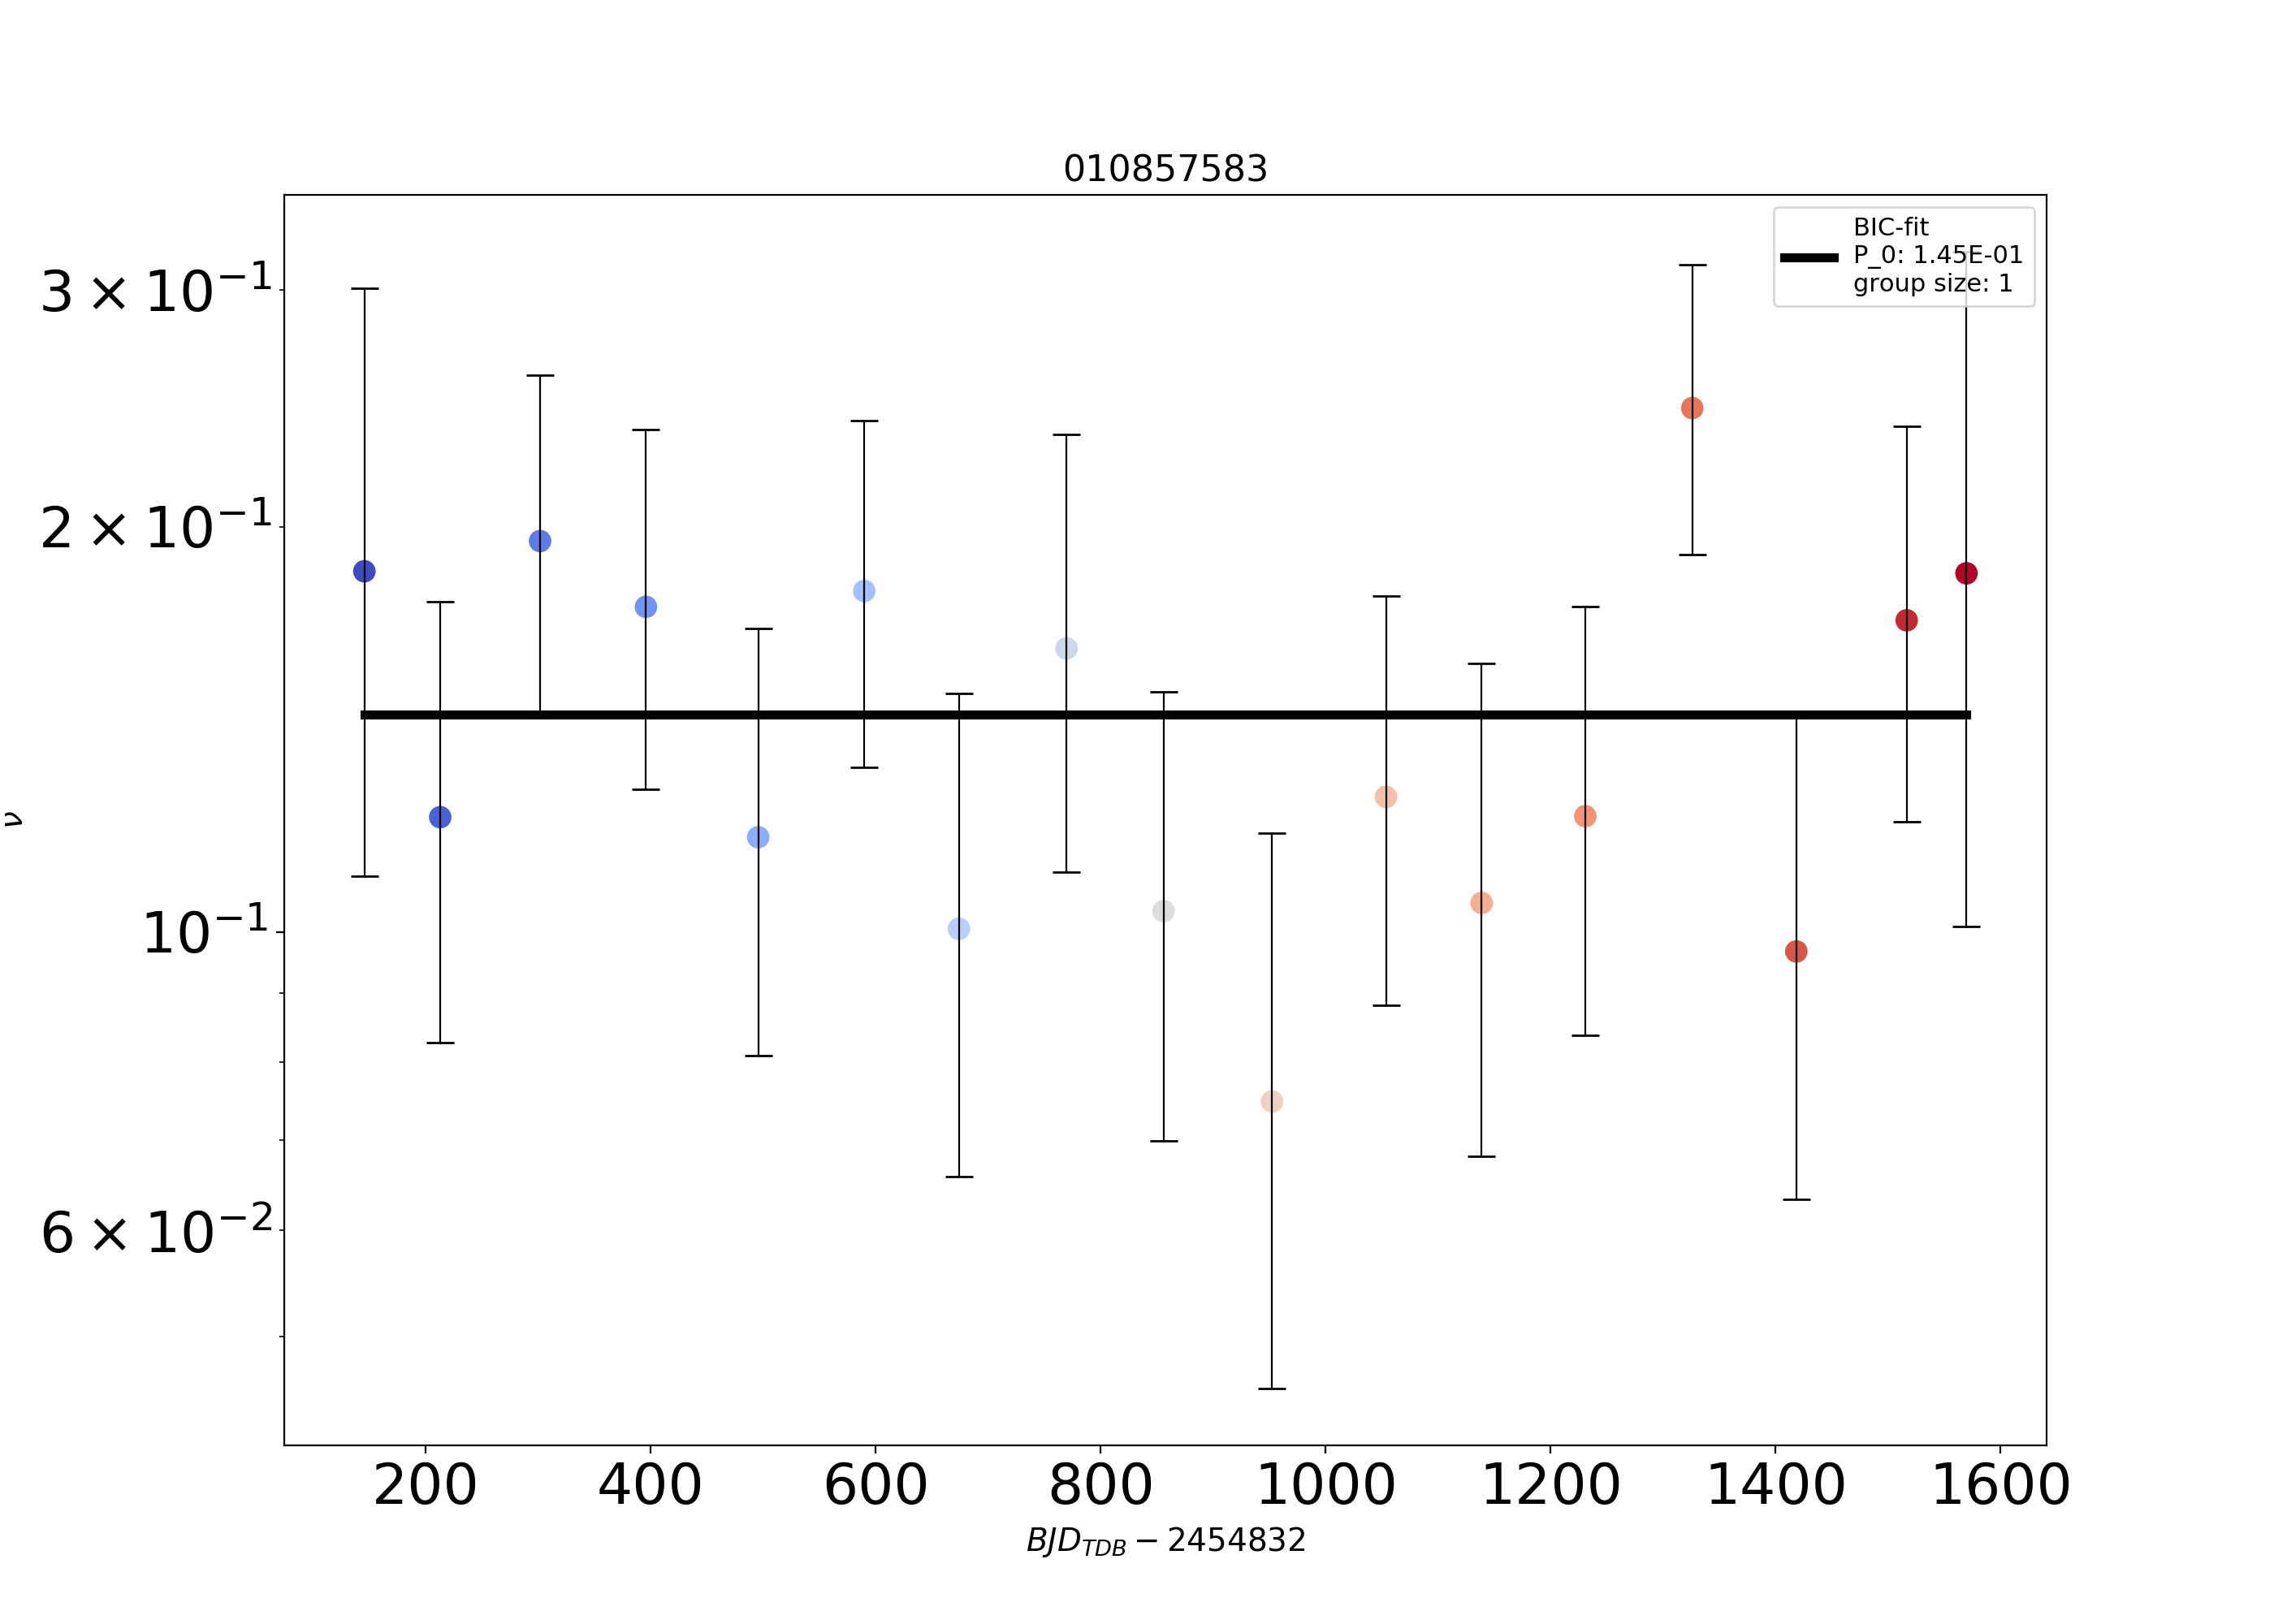 010857583
BIC-fit
P_0: 1.45E-01
group size: 1
3 × 10⁻¹
2 × 10⁻¹
10⁻¹
6 × 10⁻²
ν
200 400 600 800 1000 1200 1400 1600
BJD_TDB − 2454832